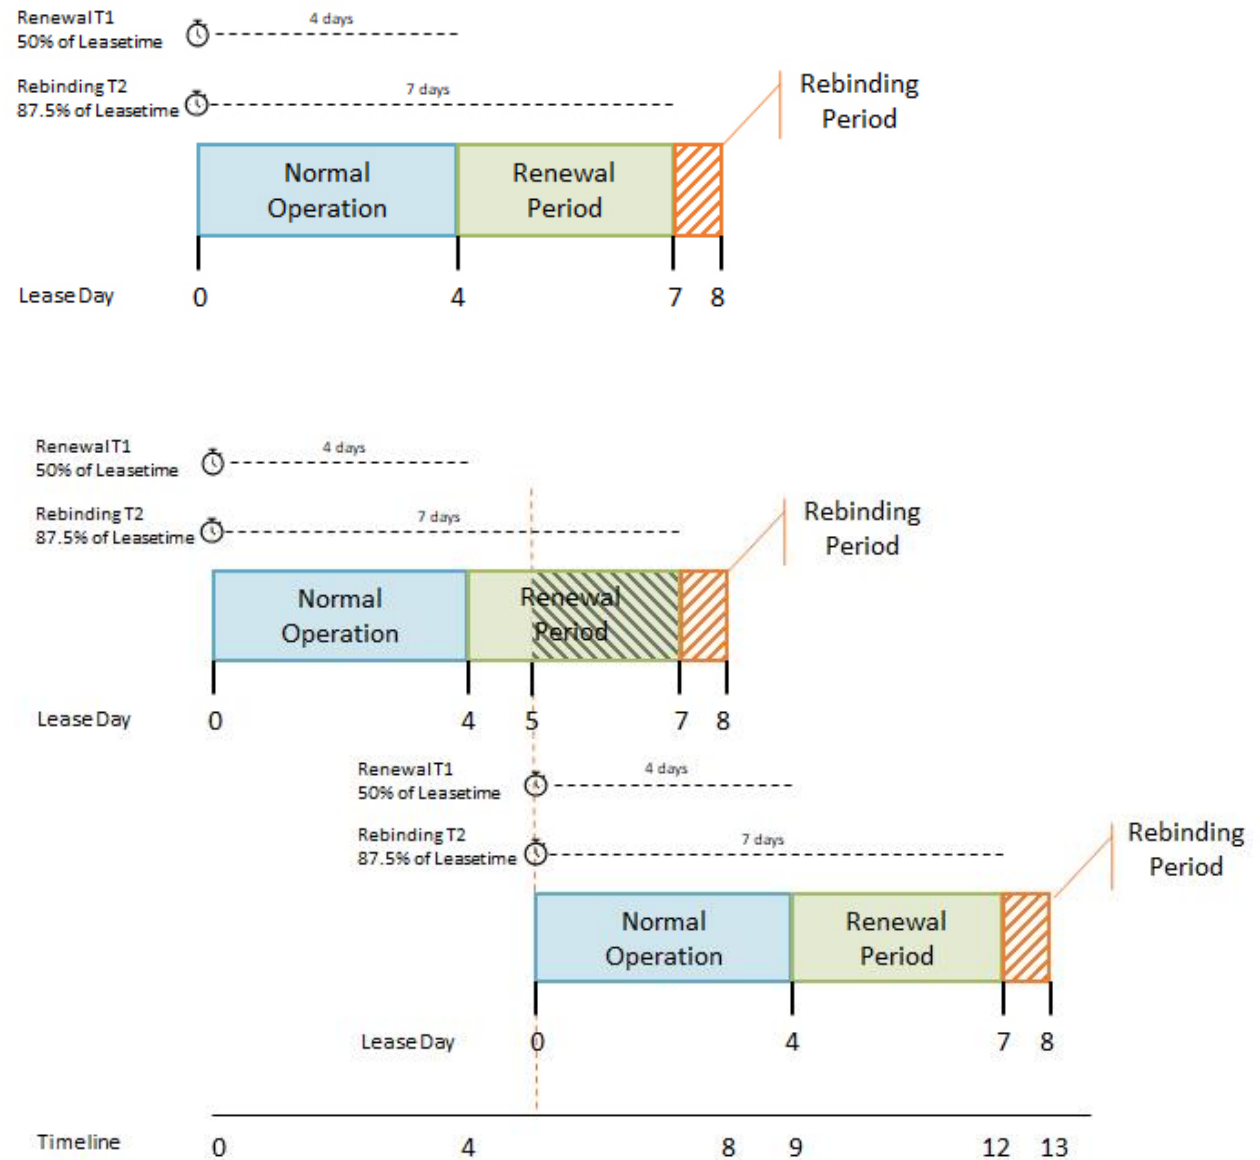 Renewal T1
50% of Leasetime
4 days
Rebinding T2
87.5% of Leasetime
7 days
Rebinding
Period
Normal
Operation
Renewal
Period
Lease Day
0
4
7
8
Renewal T1
50% of Leasetime
4 days
Rebinding T2
87.5% of Leasetime
7 days
Rebinding
Period
Normal
Operation
Renewal
Period
Lease Day
0
4
5
7
8
Renewal T1
50% of Leasetime
4 days
Rebinding T2
87.5% of Leasetime
7 days
Rebinding
Period
Normal
Operation
Renewal
Period
Lease Day
0
4
7
8
Timeline
0
4
8
9
12
13